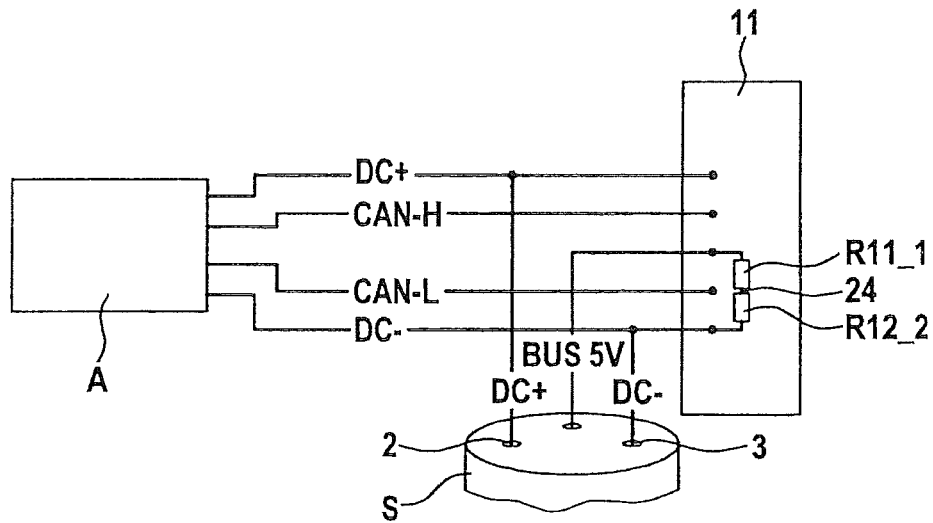 11
DC+
CAN-H
R11_1
24
CAN-L
R12_2
DC-
BUS 5V
A
DC+
DC-
2
3
S